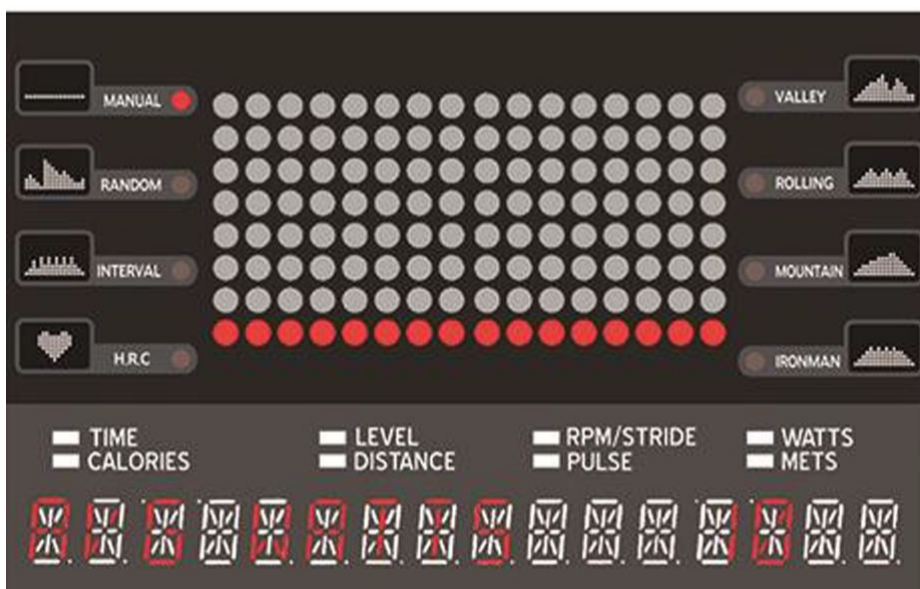 MANUAL
RANDOM
INTERVAL
H.R.C
VALLEY
ROLLING
MOUNTAIN
IRONMAN
TIME
CALORIES
LEVEL
DISTANCE
RPM/STRIDE
PULSE
WATTS
METS